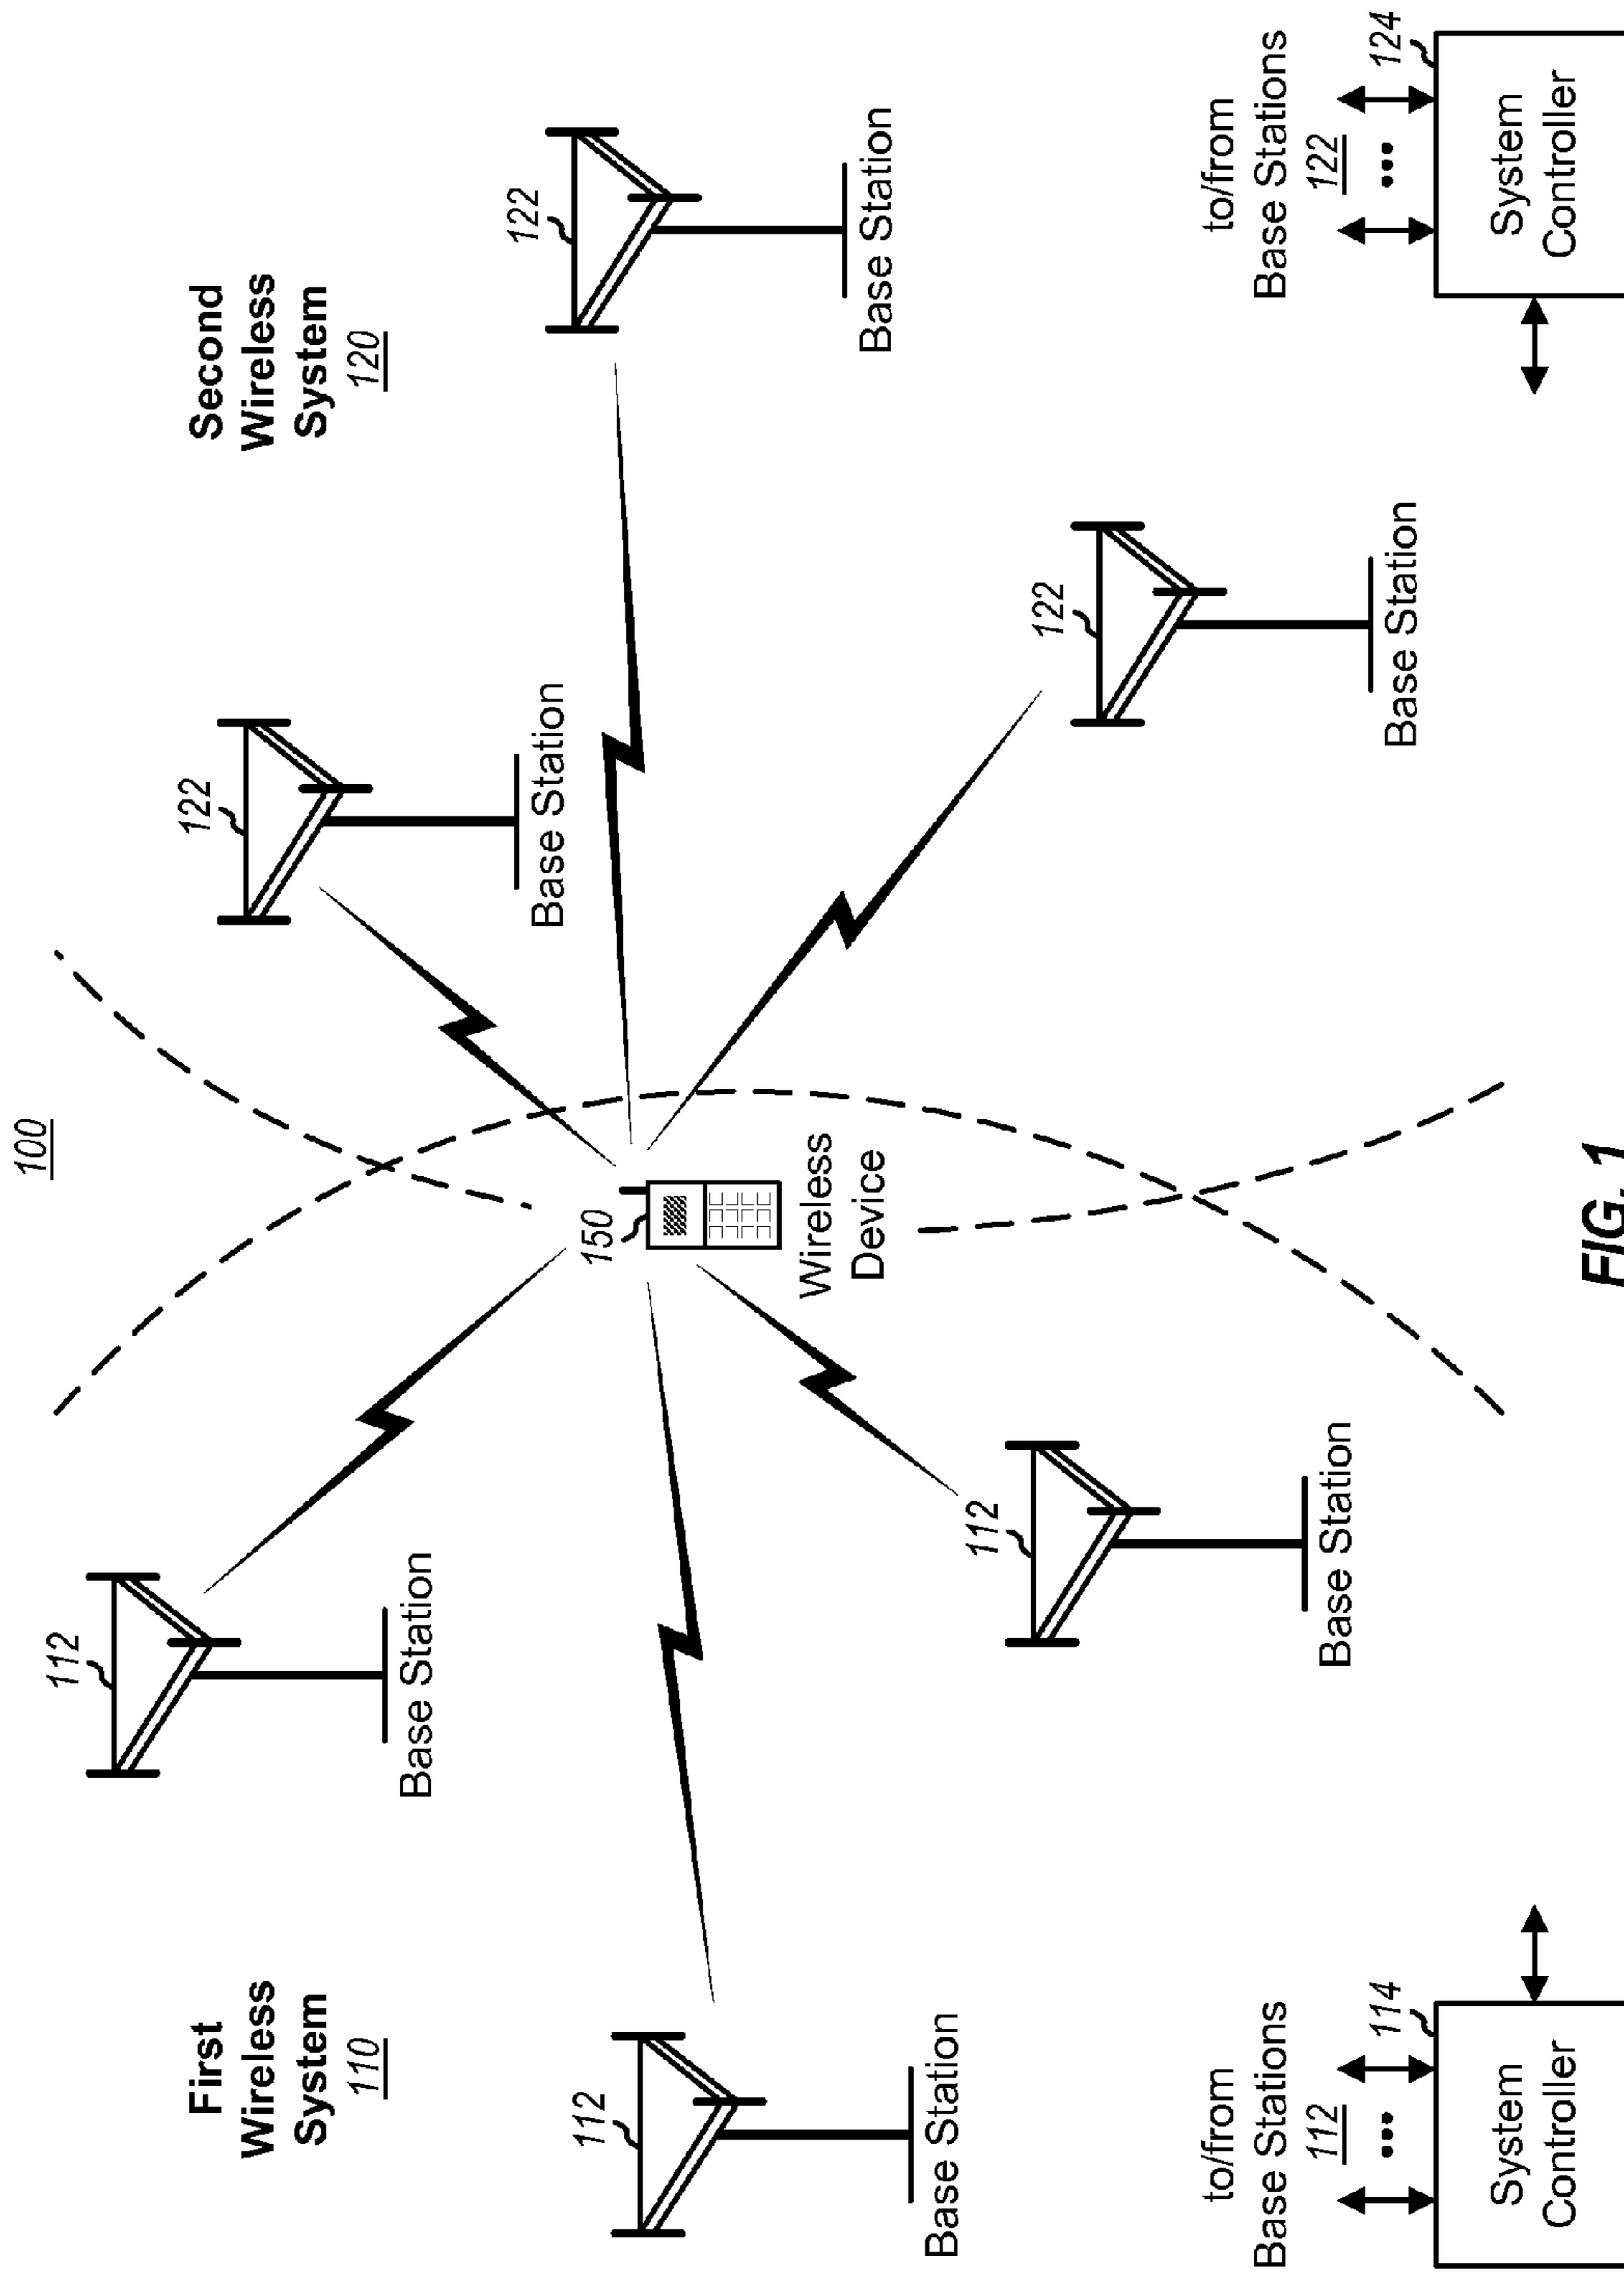 100
First
Wireless
System
110
Second
Wireless
System
120
112
Base Station
122
Base Station
112
Base Station
150
Wireless
Device
122
Base Station
112
Base Station
122
Base Station
to/from
Base Stations
112
•••
114
System
Controller
to/from
Base Stations
122
•••
124
System
Controller
FIG. 1